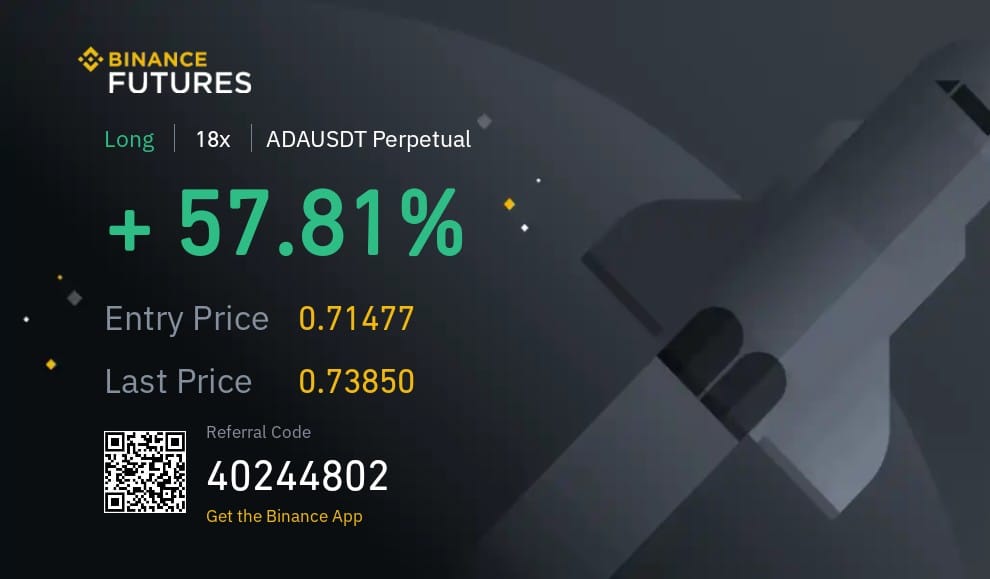 BINANCE
FUTURES
Long | 18x | ADAUSDT Perpetual
+ 57.81%
Entry Price 0.71477
Last Price 0.73850
Referral Code
40244802
Get the Binance App